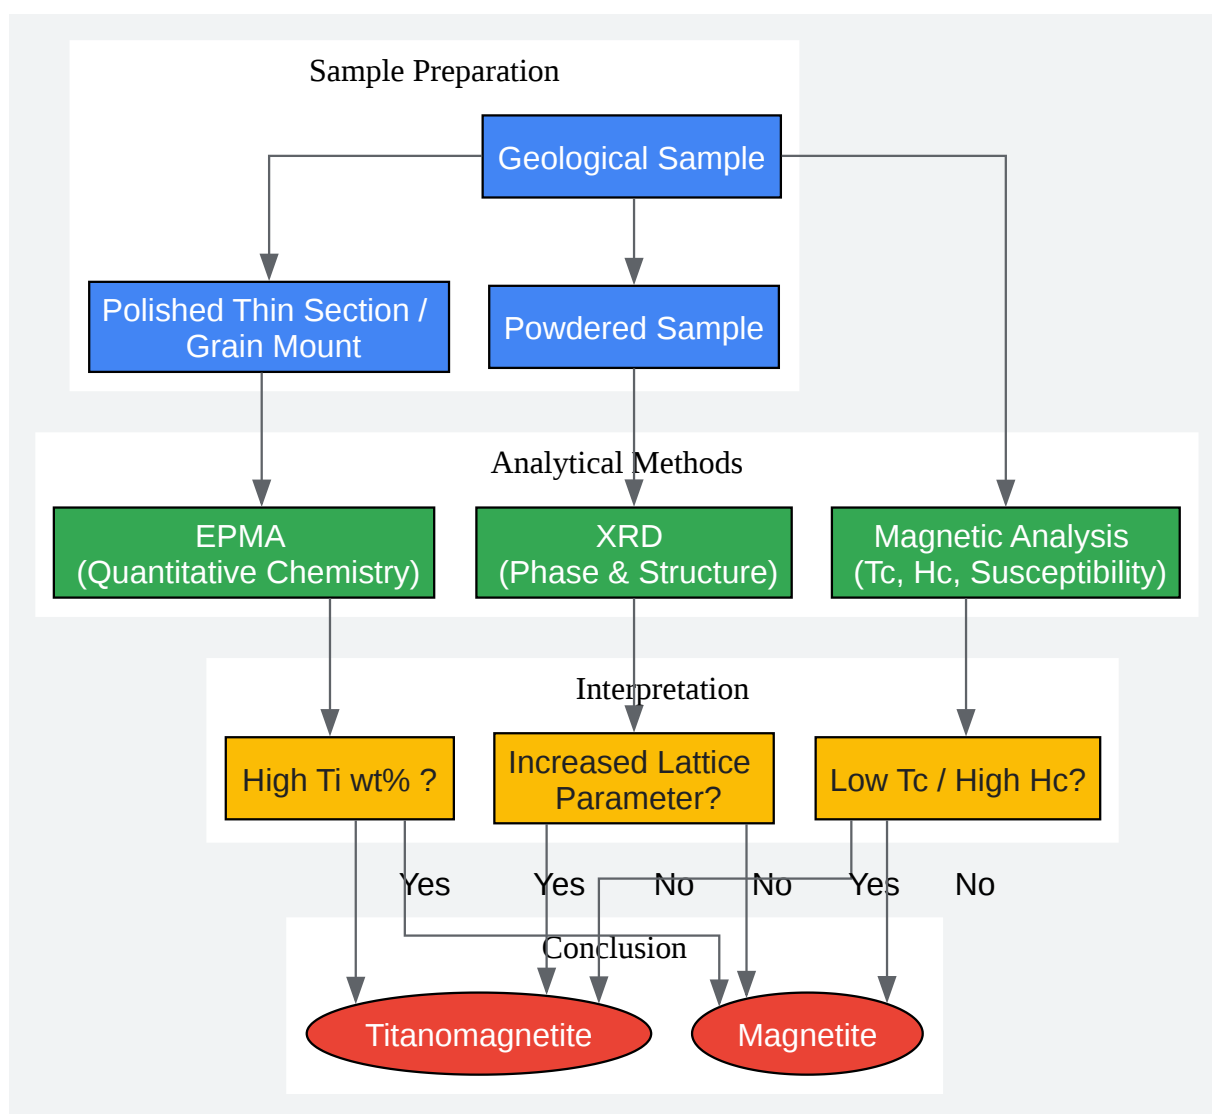 Sample Preparation
Geological Sample
Polished Thin Section /
Grain Mount
Powdered Sample
Analytical Methods
EPMA
(Quantitative Chemistry)
XRD
(Phase & Structure)
Magnetic Analysis
(Tc, Hc, Susceptibility)
Interpretation
High Ti wt% ?
Increased Lattice
Parameter?
Low Tc / High Hc?
Yes
Yes
No
No
Yes
No
Conclusion
Titanomagnetite
Magnetite